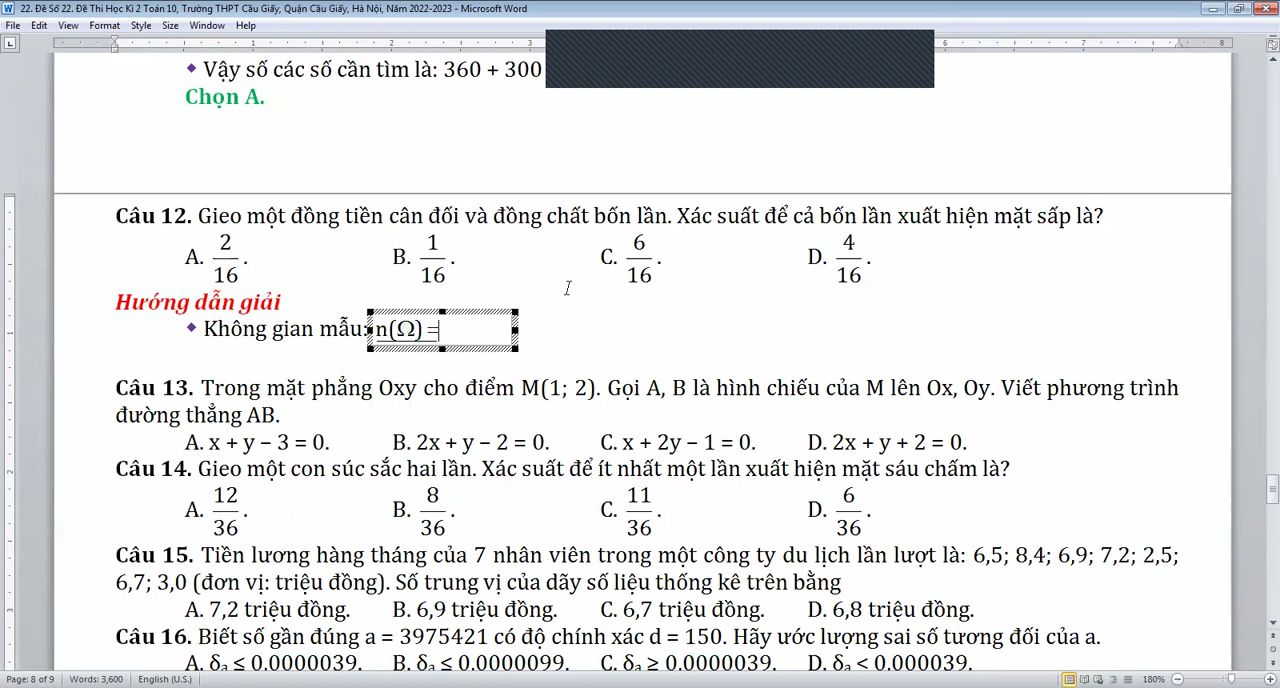 22. Đề Số 22. Đề Thi Học Kì 2 Toán 10, Trường THPT Cầu Giấy, Quận Cầu Giấy, Hà Nội, Năm 2022-2023 - Microsoft Word
File Edit View Format Style Size Window Help
1 2 3 6 7 8
◆ Vậy số các số cần tìm là: 360 + 300
Chọn A.
Câu 12. Gieo một đồng tiền cân đối và đồng chất bốn lần. Xác suất để cả bốn lần xuất hiện mặt sấp là?
A. 2/16. B. 1/16. C. 6/16. D. 4/16.
Hướng dẫn giải
◆ Không gian mẫu: n(Ω) =
Câu 13. Trong mặt phẳng Oxy cho điểm M(1; 2). Gọi A, B là hình chiếu của M lên Ox, Oy. Viết phương trình
đường thẳng AB.
A. x + y − 3 = 0. B. 2x + y − 2 = 0. C. x + 2y − 1 = 0. D. 2x + y + 2 = 0.
Câu 14. Gieo một con súc sắc hai lần. Xác suất để ít nhất một lần xuất hiện mặt sáu chấm là?
A. 12/36. B. 8/36. C. 11/36. D. 6/36.
Câu 15. Tiền lương hàng tháng của 7 nhân viên trong một công ty du lịch lần lượt là: 6,5; 8,4; 6,9; 7,2; 2,5;
6,7; 3,0 (đơn vị: triệu đồng). Số trung vị của dãy số liệu thống kê trên bằng
A. 7,2 triệu đồng. B. 6,9 triệu đồng. C. 6,7 triệu đồng. D. 6,8 triệu đồng.
Câu 16. Biết số gần đúng a = 3975421 có độ chính xác d = 150. Hãy ước lượng sai số tương đối của a.
A. δₐ ≤ 0.0000039. B. δₐ ≤ 0.0000099. C. δₐ ≥ 0.0000039. D. δₐ < 0.000039.
Page: 8 of 9 Words: 3,600 English (U.S.) 180%